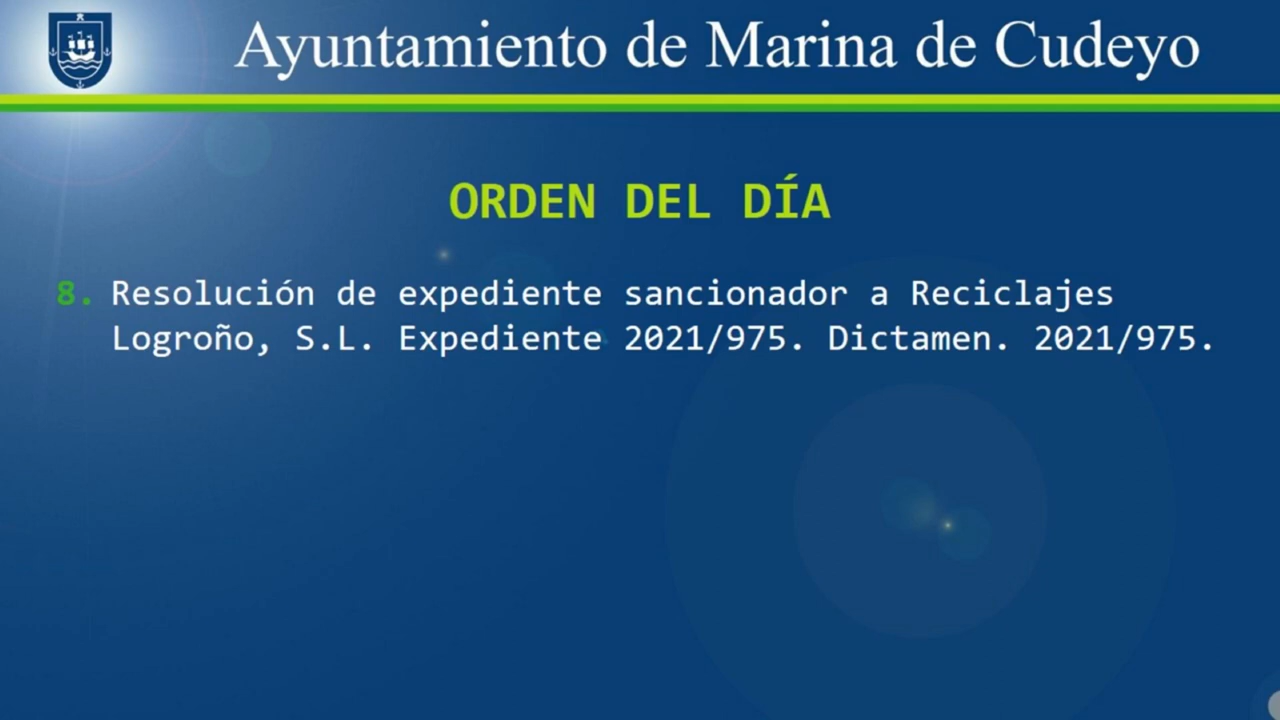 Ayuntamiento de Marina de Cudeyo
ORDEN DEL DÍA
8. Resolución de expediente sancionador a Reciclajes
Logroño, S.L. Expediente 2021/975. Dictamen. 2021/975.